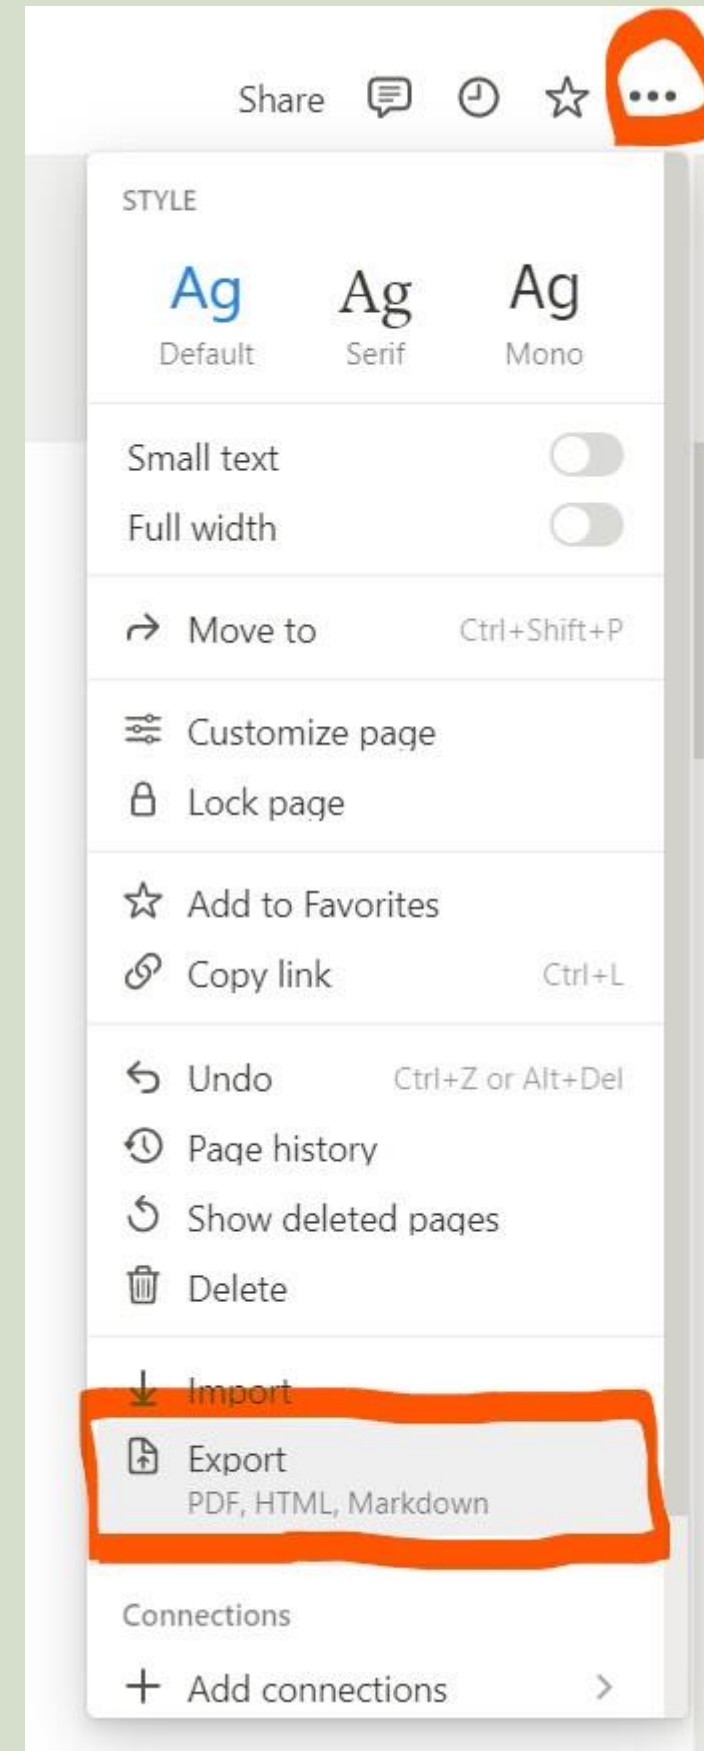 Share
STYLE
Ag Ag Ag
Default Serif Mono
Small text
Full width
Move to Ctrl+Shift+P
Customize page
Lock page
Add to Favorites
Copy link Ctrl+L
Undo Ctrl+Z or Alt+Del
Page history
Show deleted pages
Delete
Import
Export
PDF, HTML, Markdown
Connections
Add connections